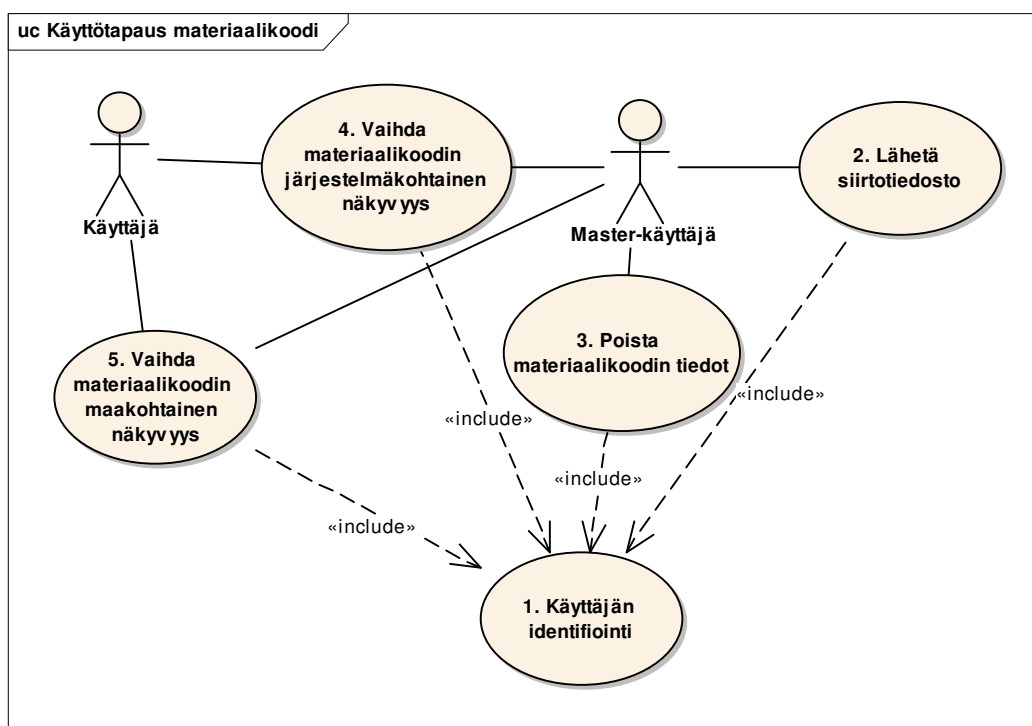 uc Käyttötapaus materiaalikoodi
4. Vaihda
materiaalikoodin
järjestelmäkohtainen
näkyvyys
2. Lähetä
siirtotiedosto
Käyttäjä
Master-käyttäjä
3. Poista
materiaalikoodin tiedot
5. Vaihda
materiaalikoodin
maakohtainen
näkyvyys
«include»
«include»
«include»
«include»
1. Käyttäjän
identifiointi